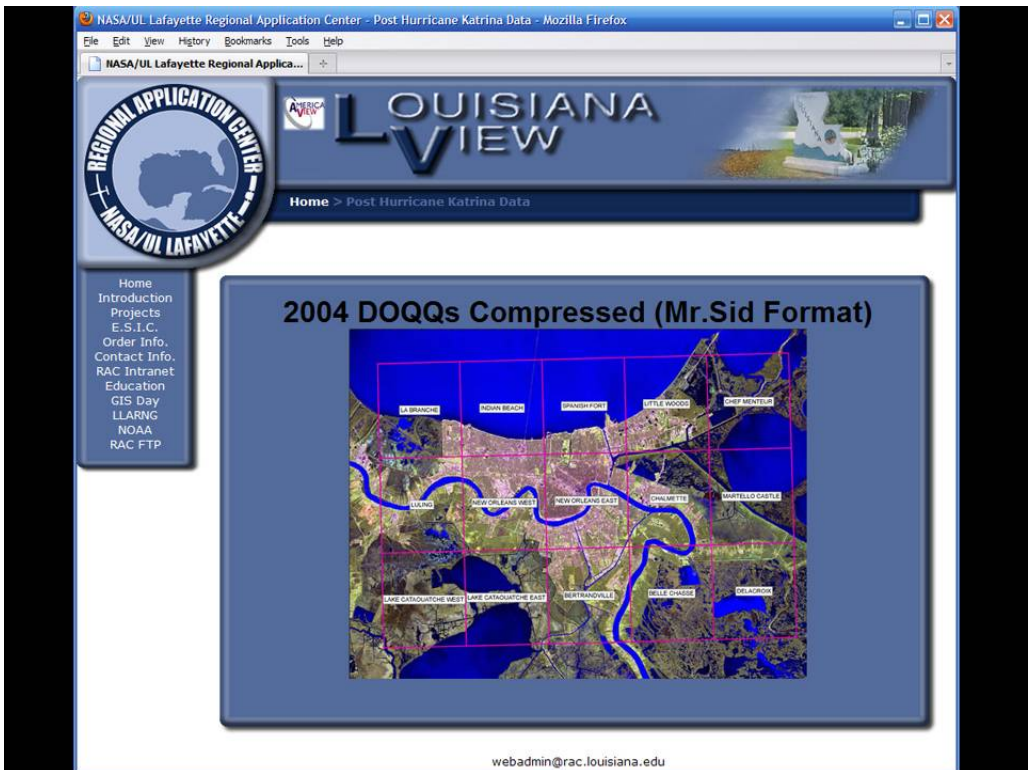 NASA/UL Lafayette Regional Application Center - Post Hurricane Katrina Data - Mozilla Firefox
File Edit View History Bookmarks Tools Help
NASA/UL Lafayette Regional Applica...
REGIONAL APPLICATION CENTER
NASA/UL LAFAYETTE
AMERICA VIEW
LOUISIANA
VIEW
Home > Post Hurricane Katrina Data
Home
Introduction
Projects
E.S.I.C.
Order Info.
Contact Info.
RAC Intranet
Education
GIS Day
LLARNG
NOAA
RAC FTP
2004 DOQQs Compressed (Mr.Sid Format)
LA BRANCHE INDIAN BEACH SPANISH FORT LITTLE WOODS CHEF MENTEUR
LULING NEW ORLEANS WEST NEW ORLEANS EAST CHALMETTE MARTELLO CASTLE
LAKE CATAOUATCHE WEST LAKE CATAOUATCHE EAST BERTRANDVILLE BELLE CHASSE DELACROIX
webadmin@rac.louisiana.edu